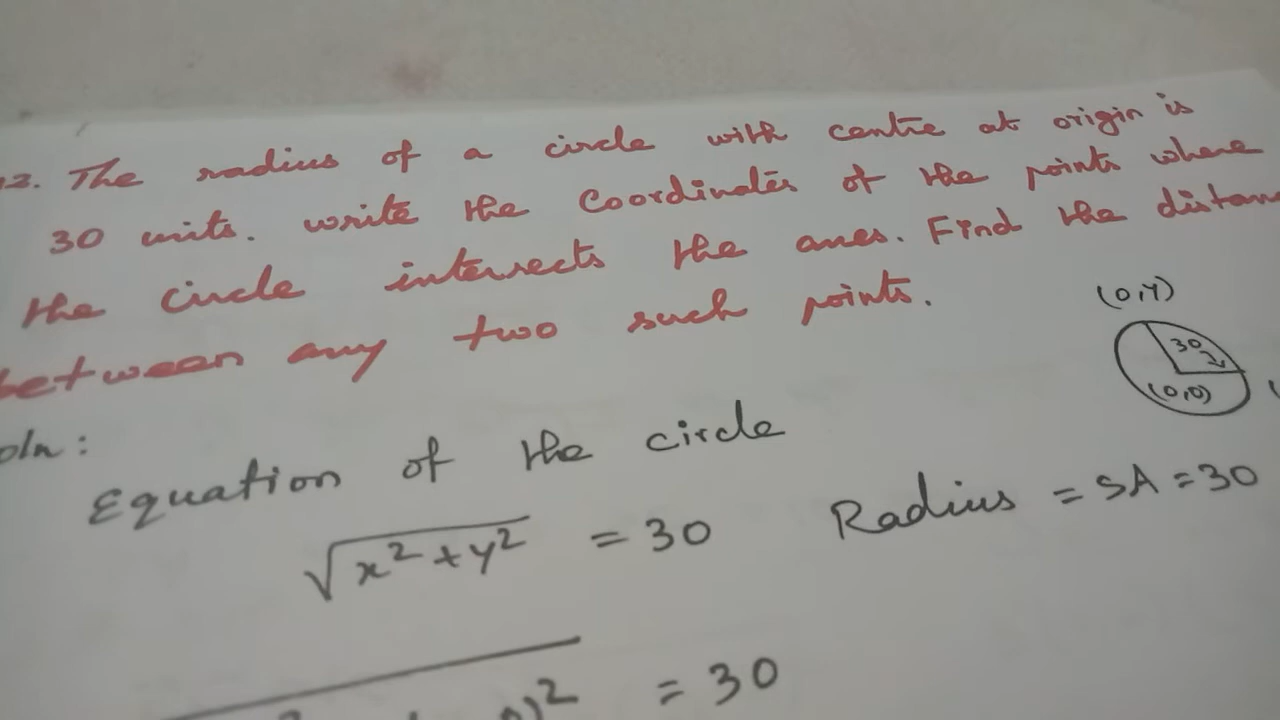 12. The radius of a circle with centre at origin is
30 units. write the coordinates of the points where
the circle intersects the axes. Find the distan
between any two such points.
(0,Y)
30
(0,0)
oln:
Equation of the circle
√x²+y² = 30 Radius = SA = 30
)² = 30